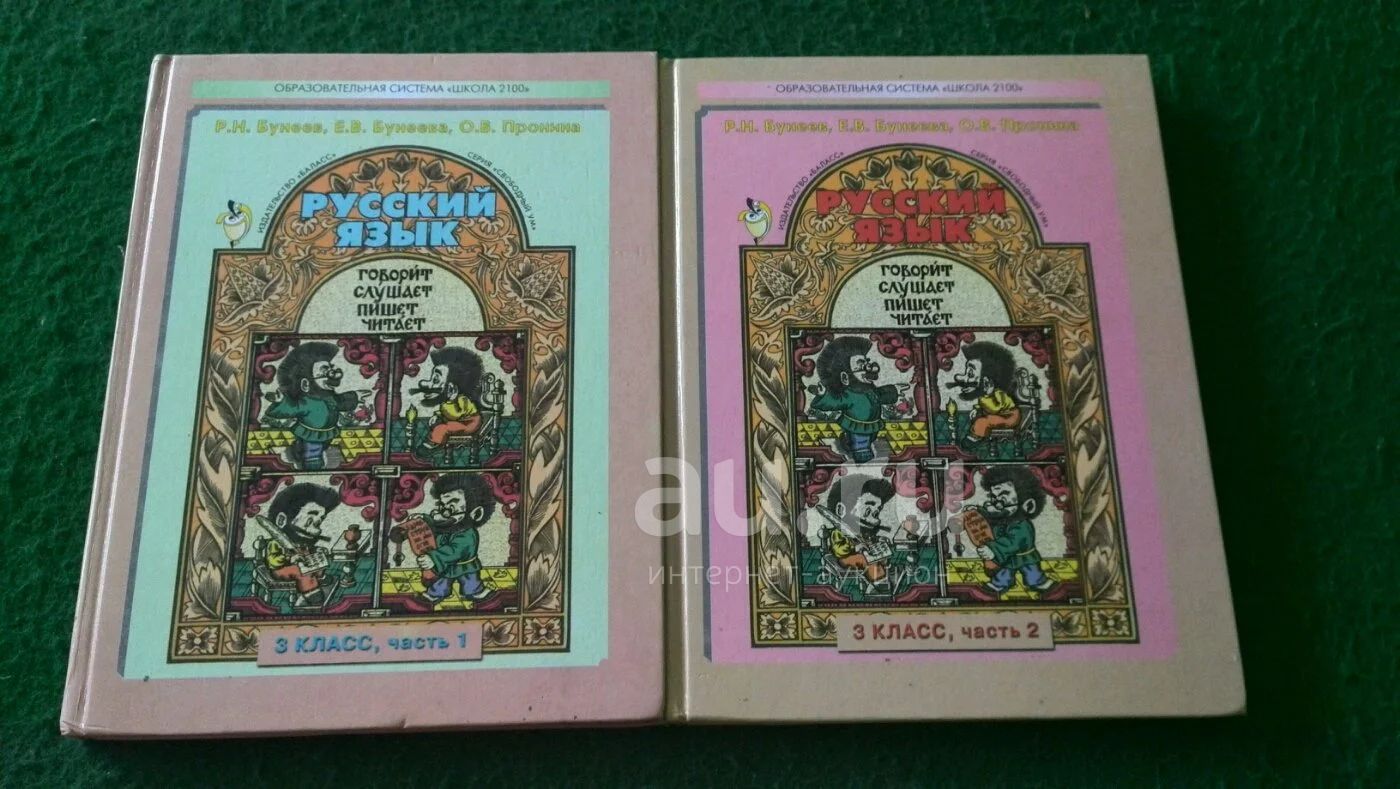 ОБРАЗОВАТЕЛЬНАЯ СИСТЕМА «ШКОЛА 2100»
Р.Н. Бунеев, Е.В. Бунеева, О.В. Пронина
ИЗДАТЕЛЬСТВО «БАЛАСС»
СЕРИЯ «СВОБОДНЫЙ УМ»
РУССКИЙ
ЯЗЫК
ГОВОРИТ
СЛУШАЕТ
ПИШЕТ
ЧИТАЕТ
3 КЛАСС, часть 1
ОБРАЗОВАТЕЛЬНАЯ СИСТЕМА «ШКОЛА 2100»
Р.Н. Бунеев, Е.В. Бунеева, О.В. Пронина
ИЗДАТЕЛЬСТВО «БАЛАСС»
СЕРИЯ «СВОБОДНЫЙ УМ»
РУССКИЙ
ЯЗЫК
ГОВОРИТ
СЛУШАЕТ
ПИШЕТ
ЧИТАЕТ
3 КЛАСС, часть 2
au.ru
интернет аукцион